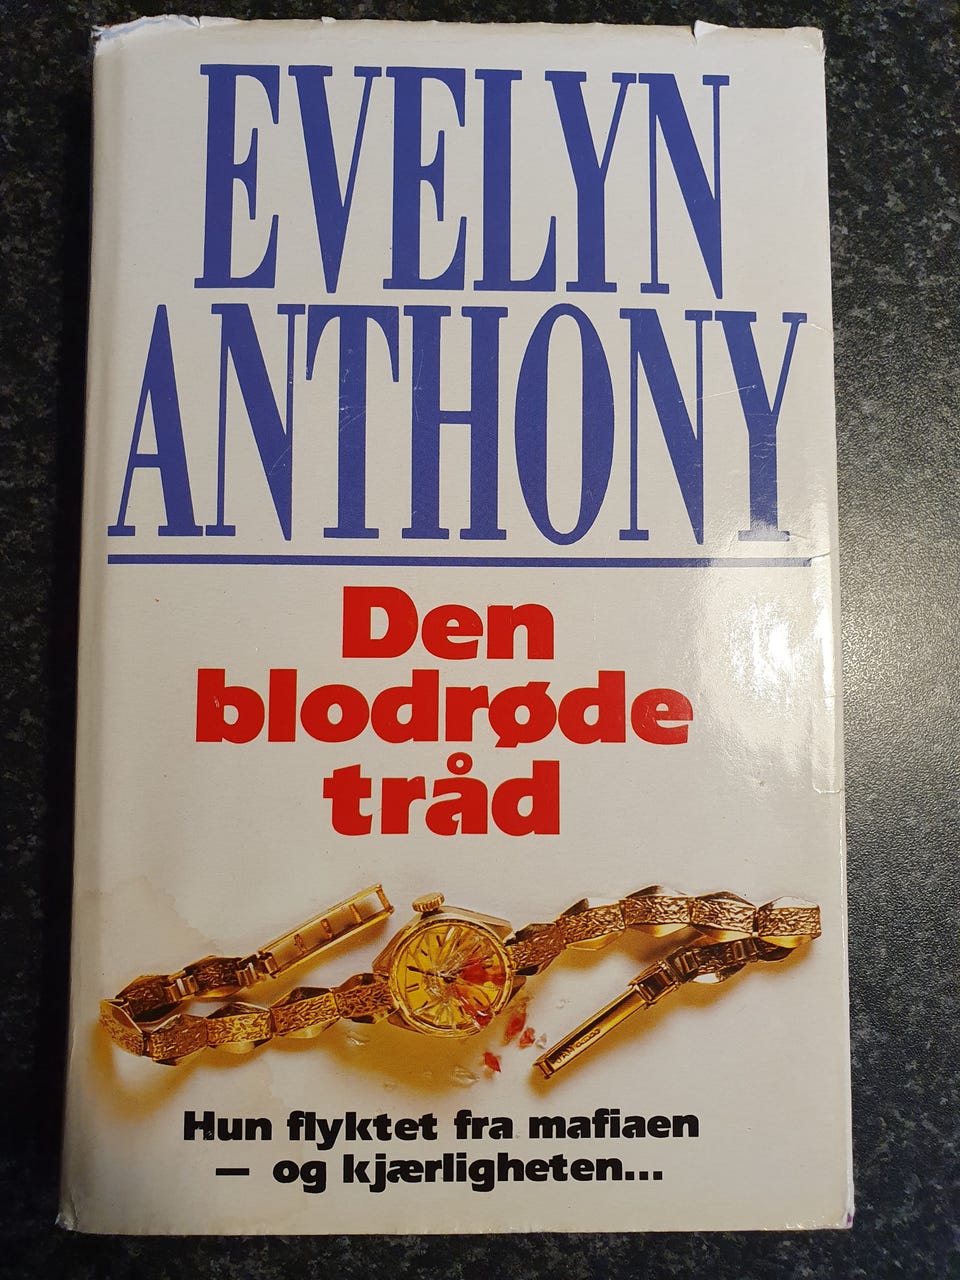 EVELYN
ANTHONY
Den
blodrøde
tråd
Hun flyktet fra mafiaen
— og kjærligheten...